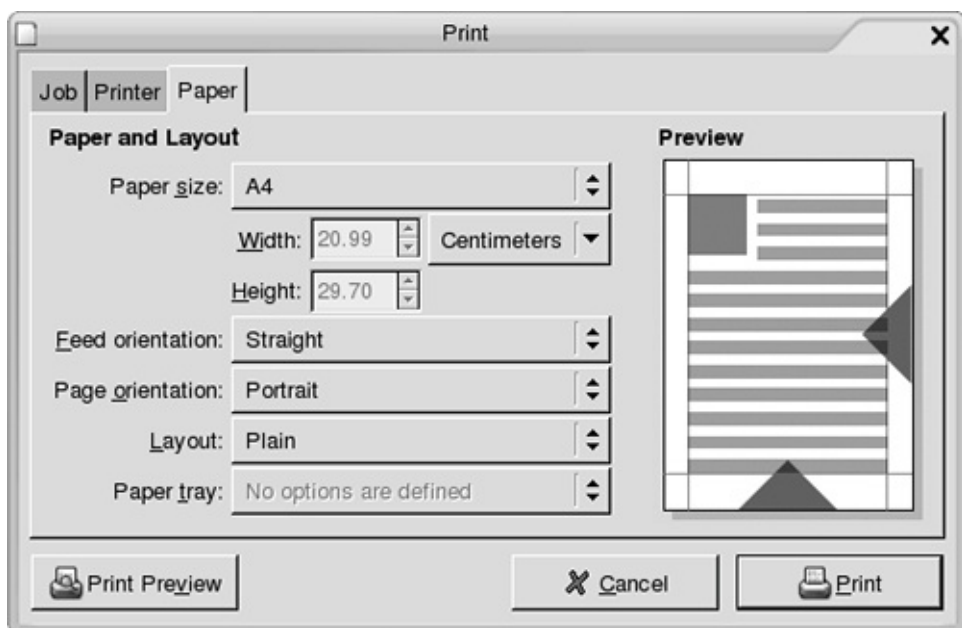 Print
Job Printer Paper
Paper and Layout
Preview
Paper size: A4
Width: 20.99 Centimeters
Height: 29.70
Feed orientation: Straight
Page orientation: Portrait
Layout: Plain
Paper tray: No options are defined
Print Preview Cancel Print